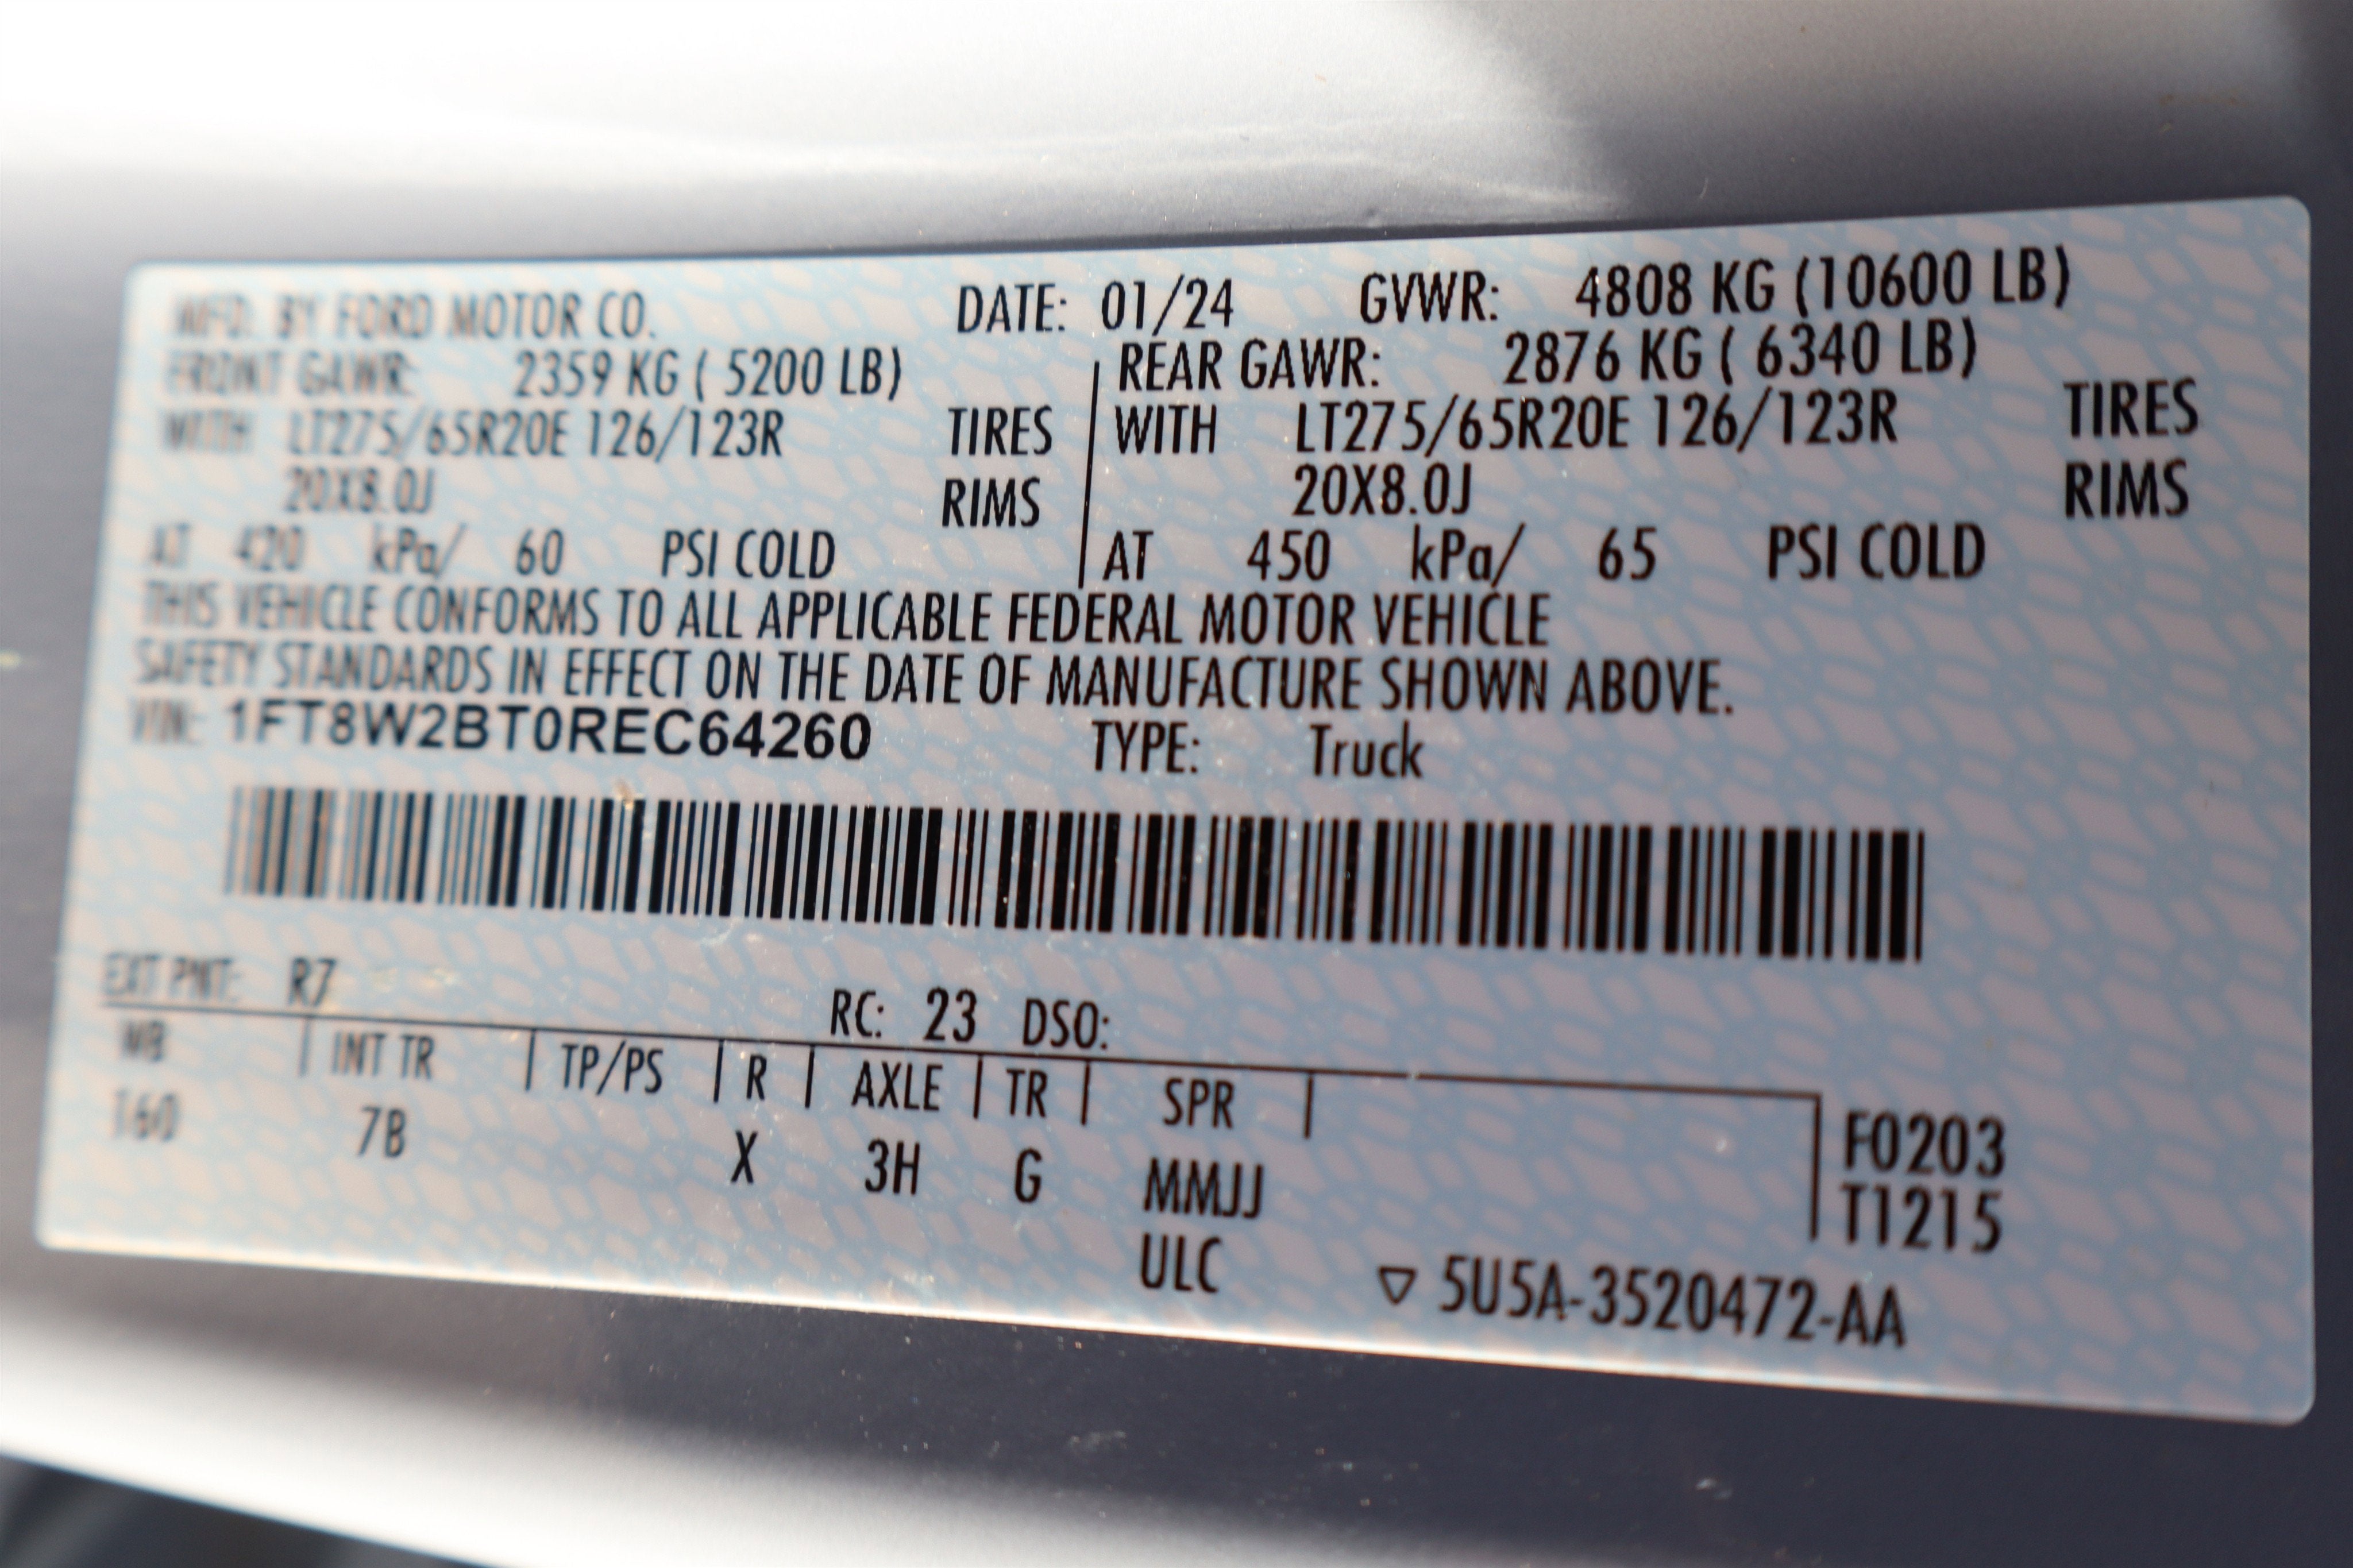 MFD. BY FORD MOTOR CO. DATE: 01/24 GVWR: 4808 KG (10600 LB)
FRONT GAWR: 2359 KG ( 5200 LB) REAR GAWR: 2876 KG ( 6340 LB)
WITH LT275/65R20E 126/123R TIRES WITH LT275/65R20E 126/123R TIRES
20X8.0J RIMS 20X8.0J RIMS
AT 420 kPa/ 60 PSI COLD AT 450 kPa/ 65 PSI COLD
THIS VEHICLE CONFORMS TO ALL APPLICABLE FEDERAL MOTOR VEHICLE
SAFETY STANDARDS IN EFFECT ON THE DATE OF MANUFACTURE SHOWN ABOVE.
VIN: 1FT8W2BT0REC64260 TYPE: Truck
EXT PNT: R7 RC: 23 DSO:
WB INT TR TP/PS R AXLE TR SPR
160 7B X 3H G MMJJ
ULC
F0203
T1215
▽ 5U5A-3520472-AA